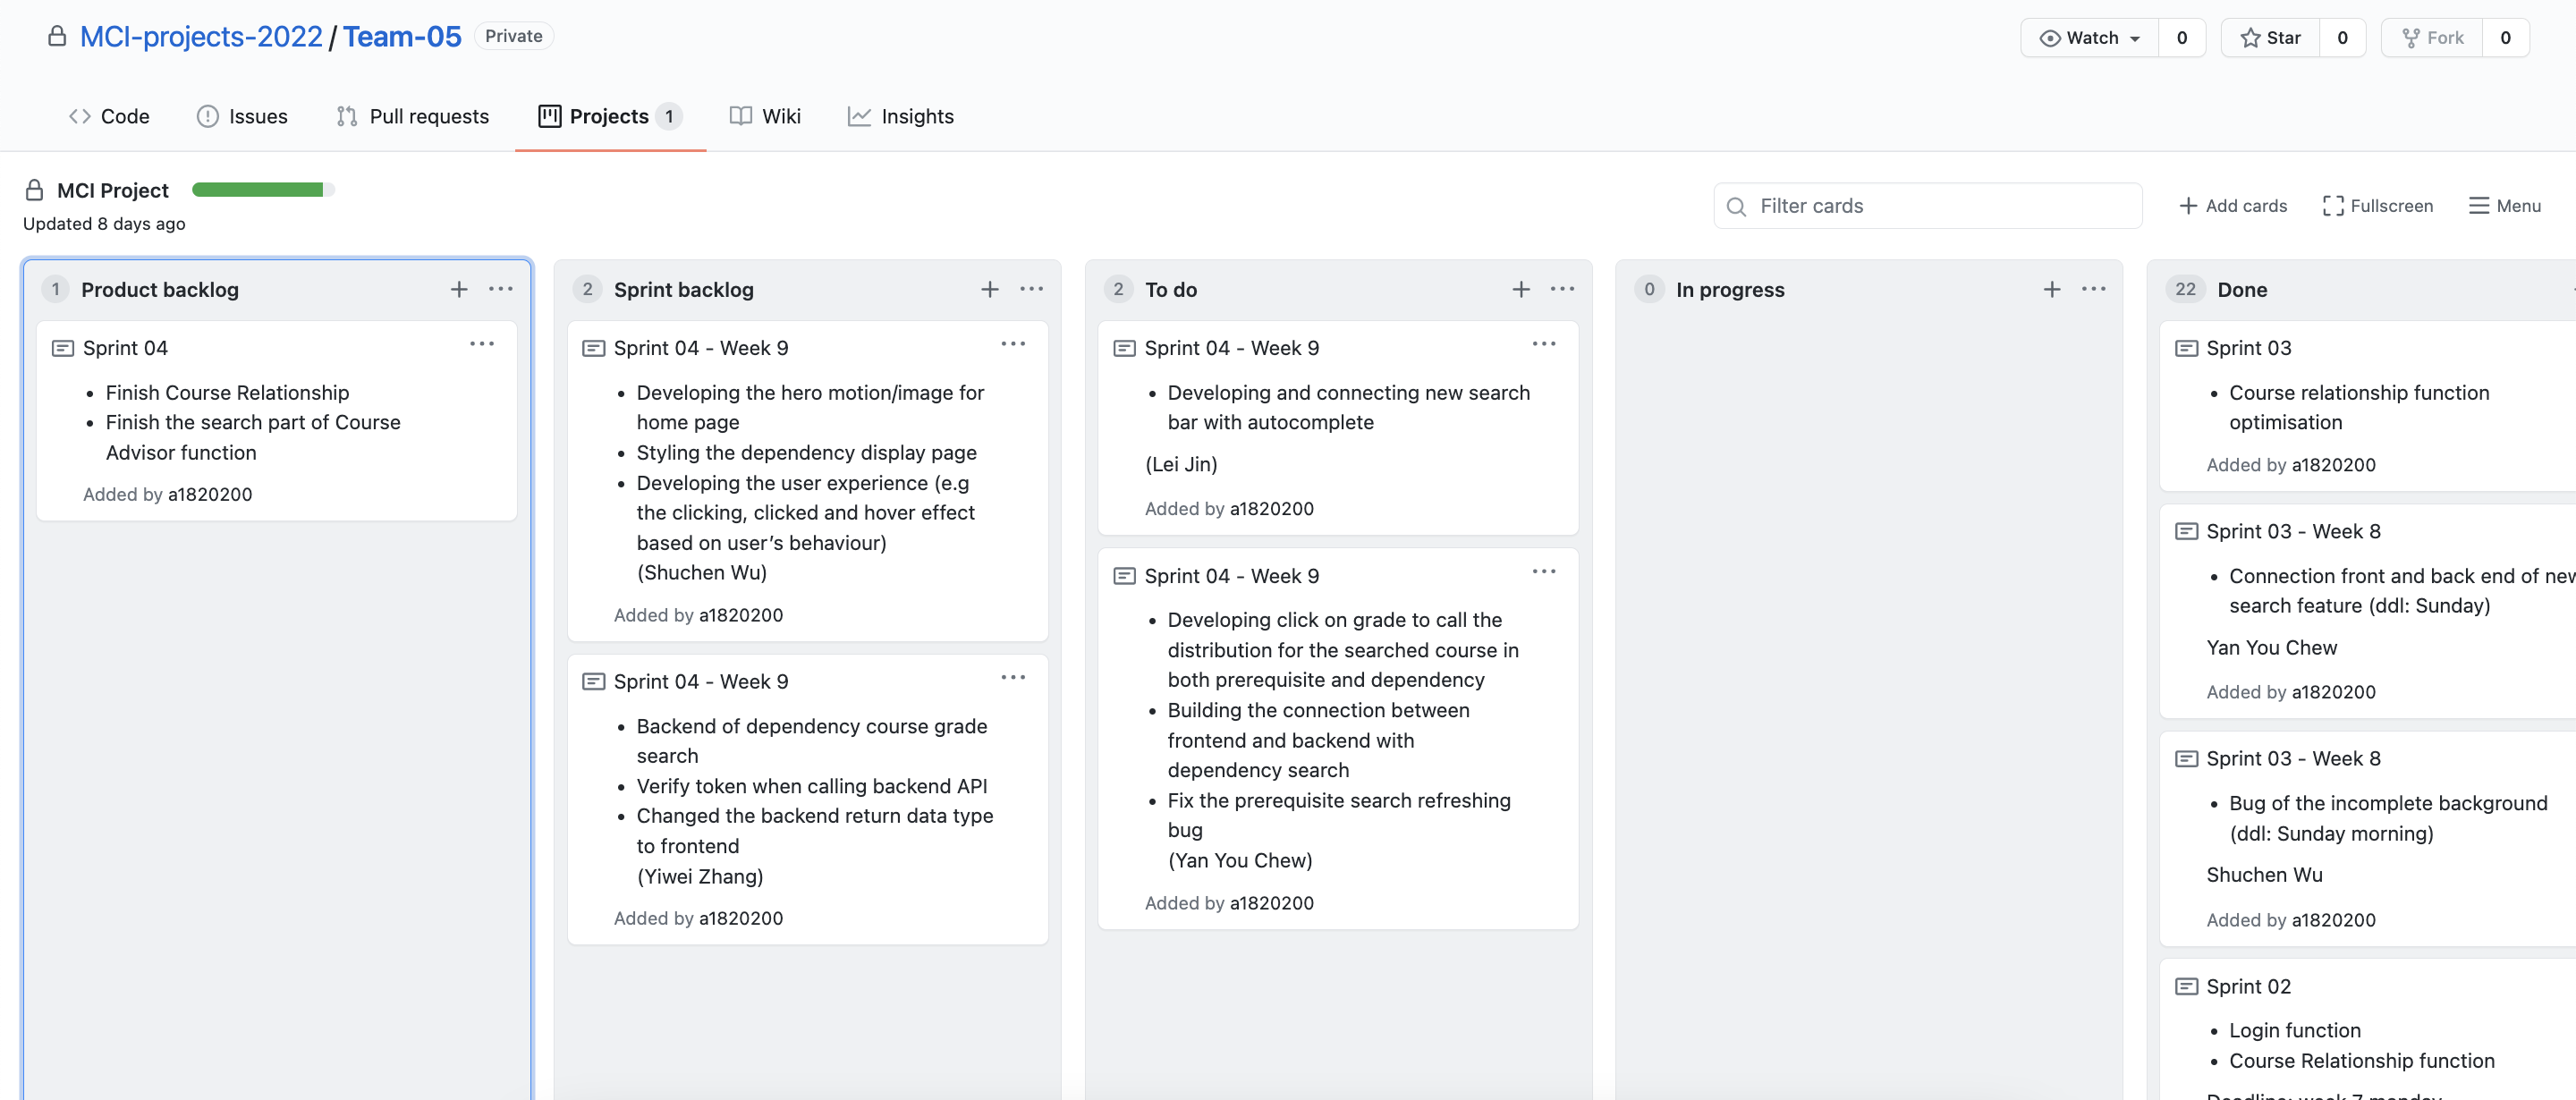 MCI-projects-2022 / Team-05 Private
Watch 0 Star 0 Fork 0
Code Issues Pull requests Projects 1 Wiki Insights
MCI Project
Updated 8 days ago
Filter cards
Add cards Fullscreen Menu
1 Product backlog
Sprint 04
• Finish Course Relationship
• Finish the search part of Course
Advisor function
Added by a1820200
2 Sprint backlog
Sprint 04 - Week 9
• Developing the hero motion/image for
home page
• Styling the dependency display page
• Developing the user experience (e.g
the clicking, clicked and hover effect
based on user’s behaviour)
(Shuchen Wu)
Added by a1820200
Sprint 04 - Week 9
• Backend of dependency course grade
search
• Verify token when calling backend API
• Changed the backend return data type
to frontend
(Yiwei Zhang)
Added by a1820200
2 To do
Sprint 04 - Week 9
• Developing and connecting new search
bar with autocomplete
(Lei Jin)
Added by a1820200
Sprint 04 - Week 9
• Developing click on grade to call the
distribution for the searched course in
both prerequisite and dependency
• Building the connection between
frontend and backend with
dependency search
• Fix the prerequisite search refreshing
bug
(Yan You Chew)
Added by a1820200
0 In progress
22 Done
Sprint 03
• Course relationship function
optimisation
Added by a1820200
Sprint 03 - Week 8
• Connection front and back end of new
search feature (ddl: Sunday)
Yan You Chew
Added by a1820200
Sprint 03 - Week 8
• Bug of the incomplete background
(ddl: Sunday morning)
Shuchen Wu
Added by a1820200
Sprint 02
• Login function
• Course Relationship function
Deadline: week 7 monday